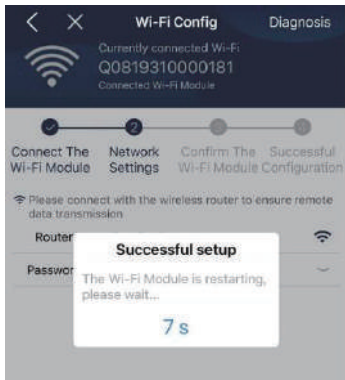 Wi-Fi Config
Diagnosis
Currently connected Wi-Fi
Q0819310000181
Connected Wi-Fi Module
2
Connect The
Wi-Fi Module
Network
Settings
Confirm The
Wi-Fi Module
Successful
Configuration
Please connect with the wireless router to ensure remote
data transmission
Router
Successful setup
The Wi-Fi Module is restarting,
please wait...
7 s